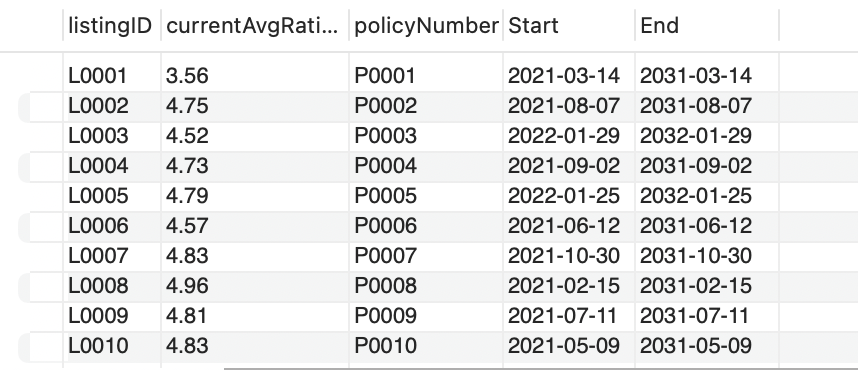 listingID currentAvgRati... policyNumber Start End
L0001 3.56 P0001 2021-03-14 2031-03-14
L0002 4.75 P0002 2021-08-07 2031-08-07
L0003 4.52 P0003 2022-01-29 2032-01-29
L0004 4.73 P0004 2021-09-02 2031-09-02
L0005 4.79 P0005 2022-01-25 2032-01-25
L0006 4.57 P0006 2021-06-12 2031-06-12
L0007 4.83 P0007 2021-10-30 2031-10-30
L0008 4.96 P0008 2021-02-15 2031-02-15
L0009 4.81 P0009 2021-07-11 2031-07-11
L0010 4.83 P0010 2021-05-09 2031-05-09